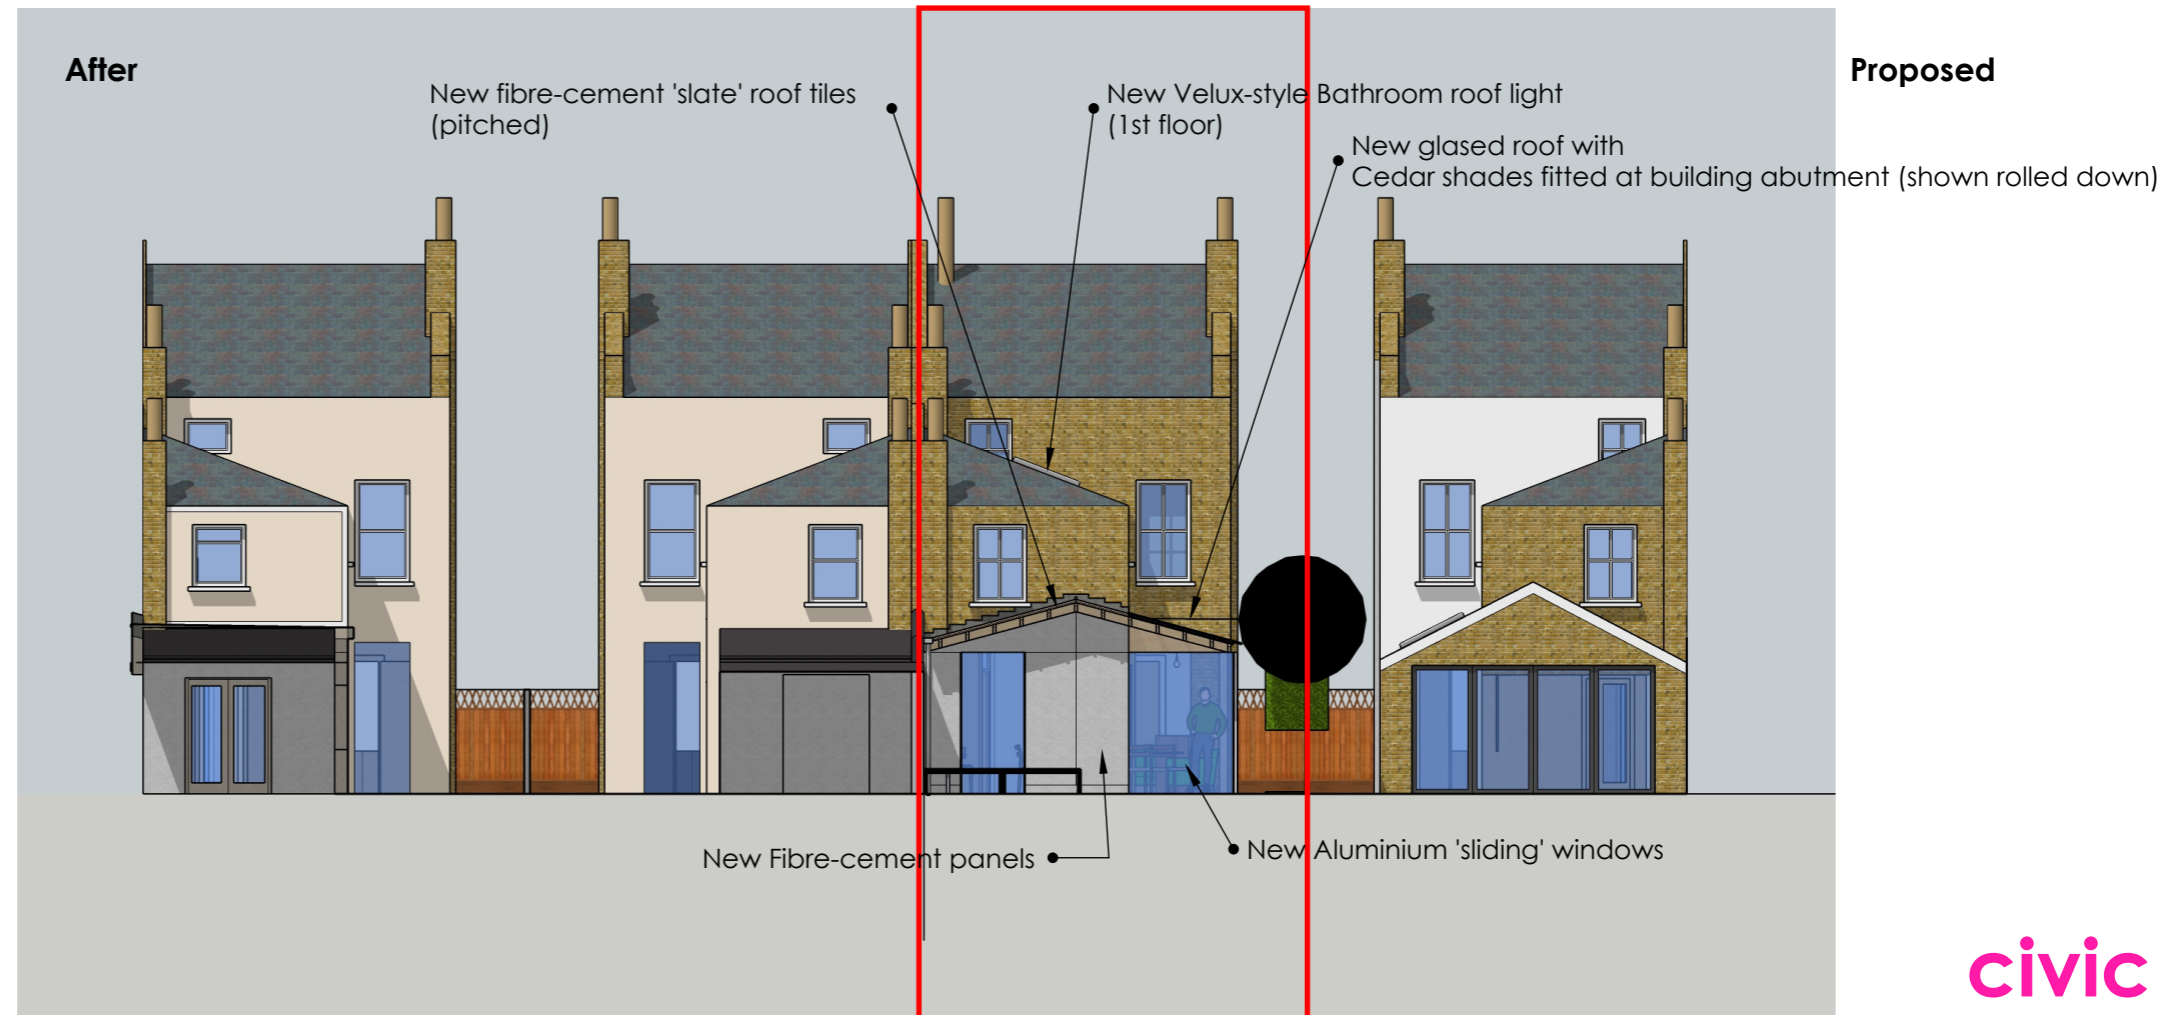 After
Proposed
New fibre-cement 'slate' roof tiles
(pitched)
New Velux-style Bathroom roof light
(1st floor)
New glased roof with
Cedar shades fitted at building abutment (shown rolled down)
New Fibre-cement panels
New Aluminium 'sliding' windows
civic